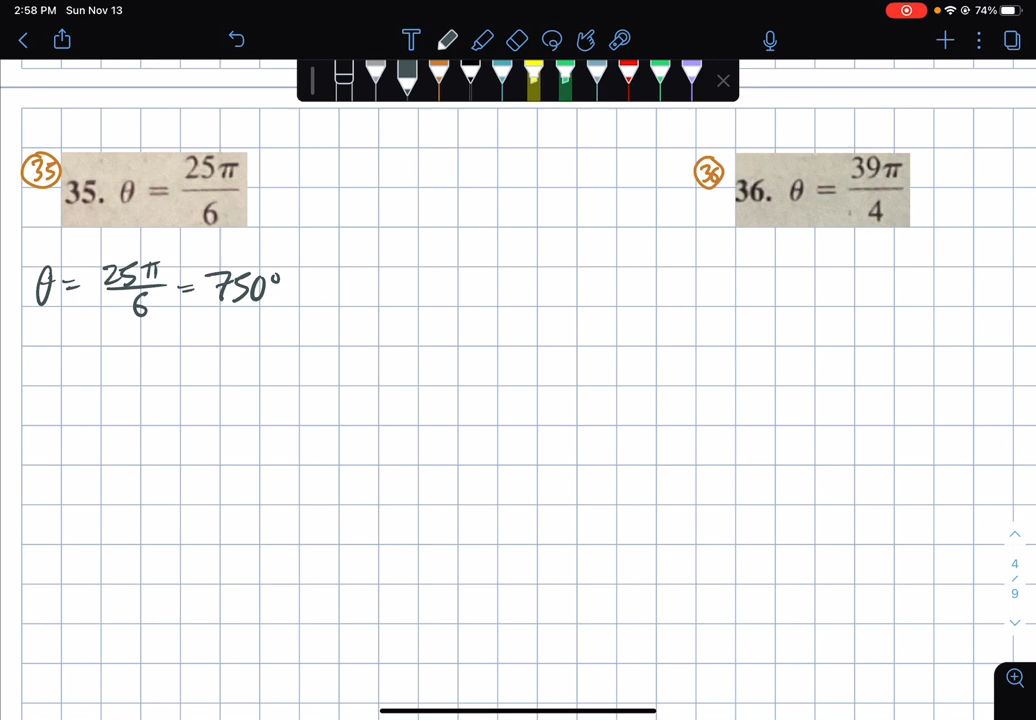 2:58 PM Sun Nov 13
74%
T
35
35. θ = 25π/6
36
36. θ = 39π/4
θ = 25π/6 = 750°
4
/
9